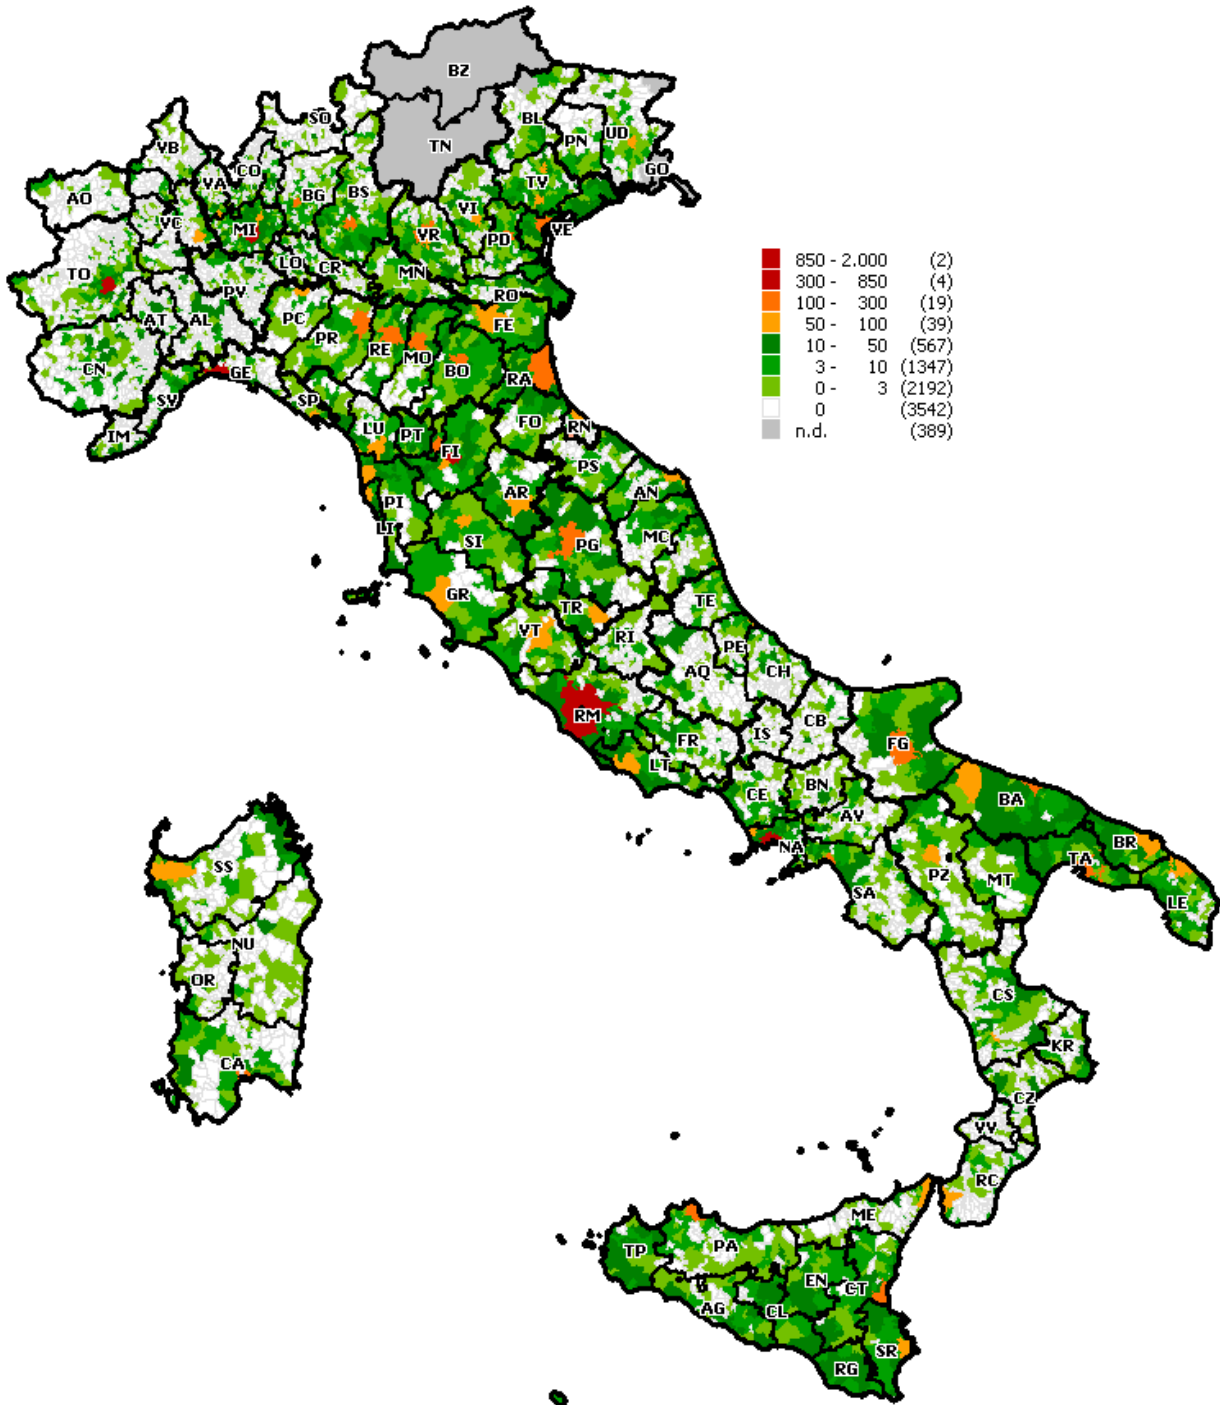 BZ
SO
BL
VB
PN
UD
TN
CO
GO
VA
TV
AO
BG
BS
VC
VI
MI
VR
PD
VE
LO
CR
TO
MN
PV
RO
PC
AT
AL
FE
PR
RE
MO
BO
CN
GE
RA
SV
SP
FO
LU
PT
RN
IM
FI
PS
AR
AN
PI
LI
SI
PG
MC
GR
TR
TE
VT
RI
PE
AQ
CH
RM
CB
IS
FR
FG
LT
CE
BN
BA
AV
NA
BR
TA
SS
PZ
MT
SA
LE
NU
OR
CS
KR
CA
CZ
VV
RC
ME
TP
PA
EN
CT
AG
CL
SR
RG
850 - 2.000 (2)
300 - 850 (4)
100 - 300 (19)
50 - 100 (39)
10 - 50 (567)
3 - 10 (1347)
0 - 3 (2192)
0 (3542)
n.d. (389)